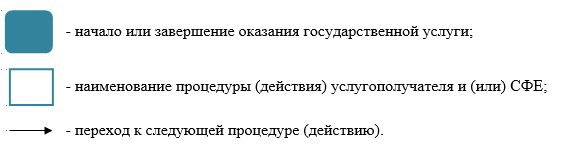 - начало или завершение оказания государственной услуги;
- наименование процедуры (действия) услугополучателя и (или) СФЕ;
- переход к следующей процедуре (действию).